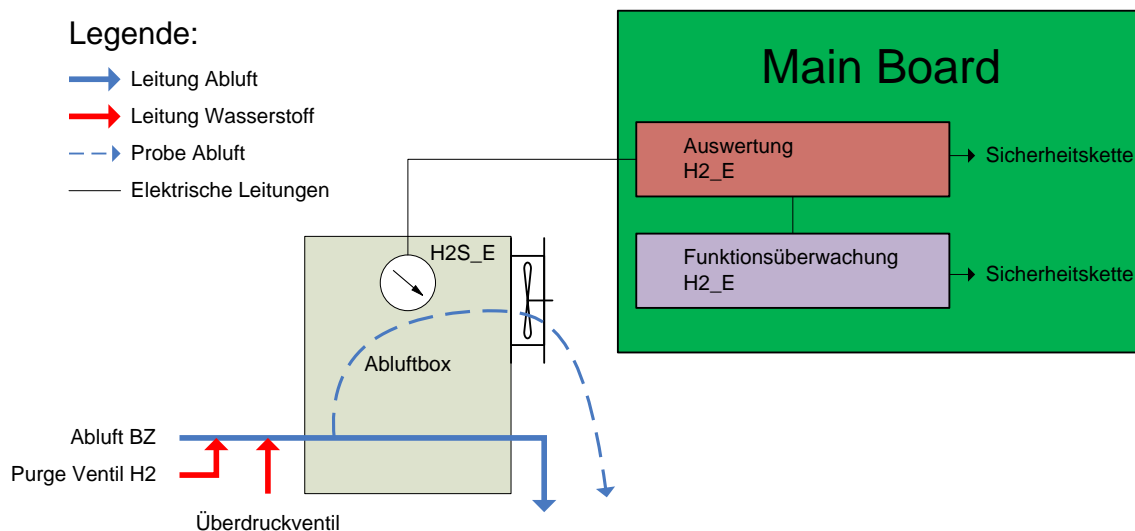 Legende:
Leitung Abluft
Leitung Wasserstoff
Probe Abluft
Elektrische Leitungen
Main Board
Auswertung
H2_E
Sicherheitskette
Funktionsüberwachung
H2_E
Sicherheitskette
H2S_E
Abluftbox
Abluft BZ
Purge Ventil H2
Überdruckventil